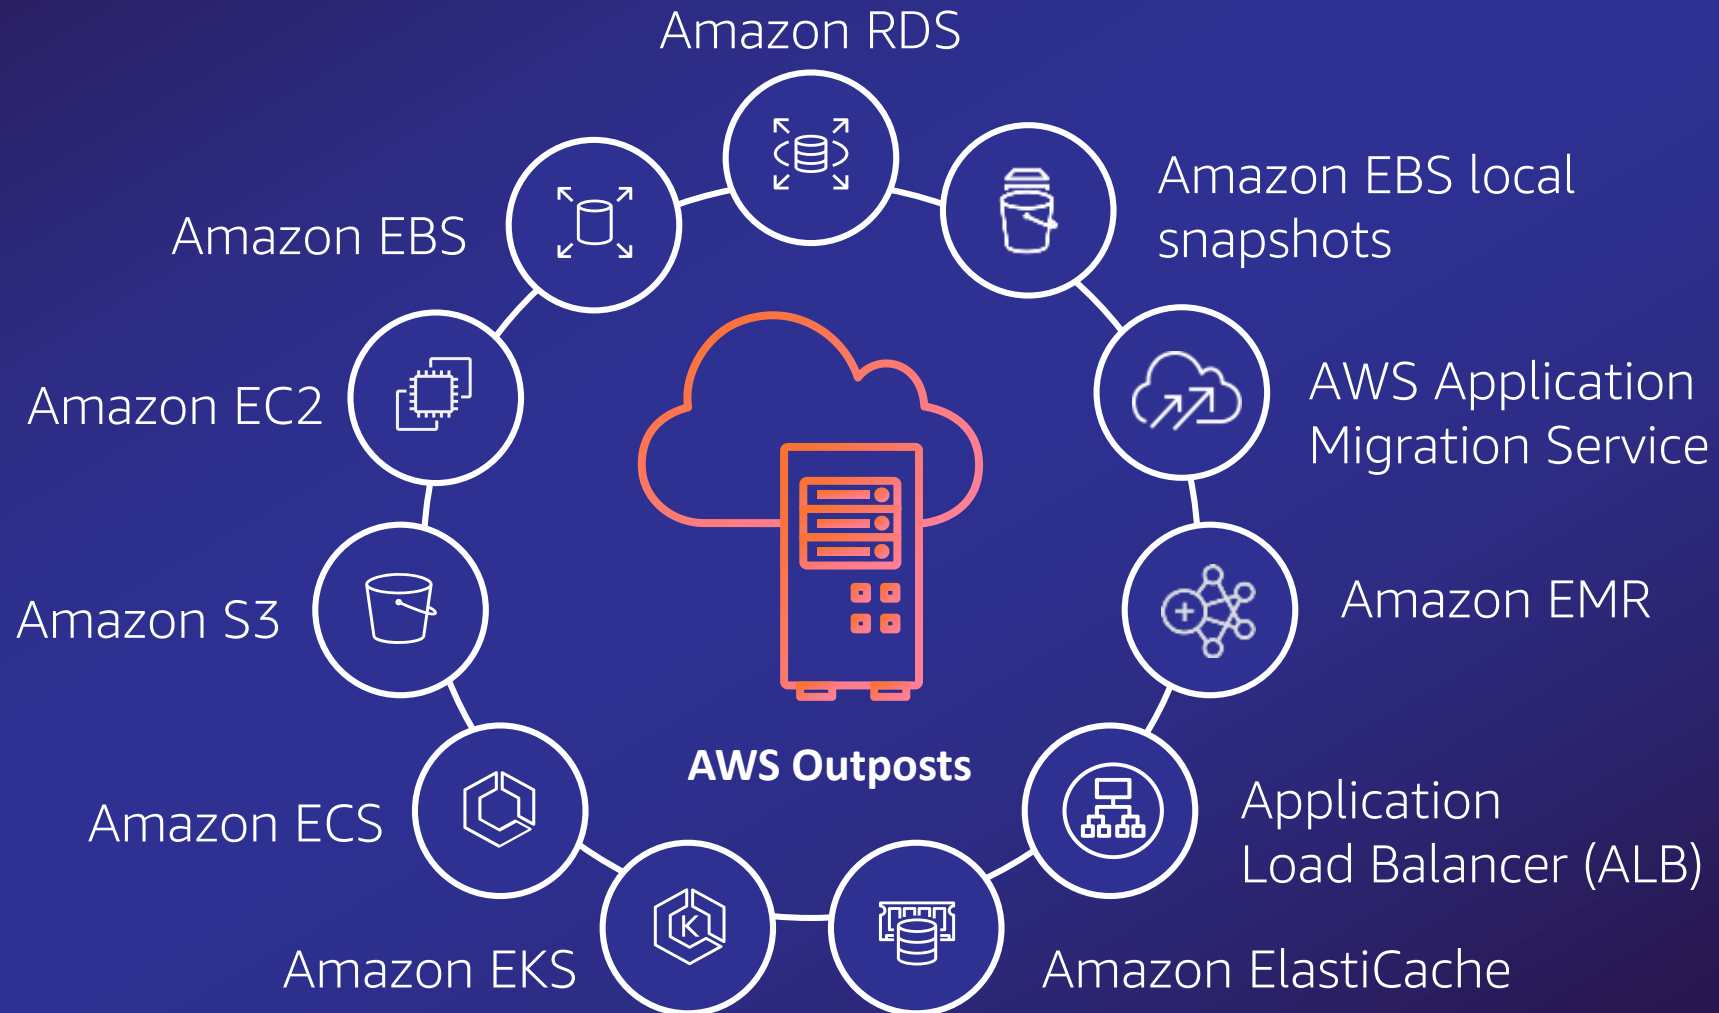 Amazon RDS
Amazon EBS local
snapshots
Amazon EBS
AWS Application
Migration Service
Amazon EC2
Amazon EMR
Amazon S3
AWS Outposts
Application
Load Balancer (ALB)
Amazon ECS
K
Amazon EKS
Amazon ElastiCache